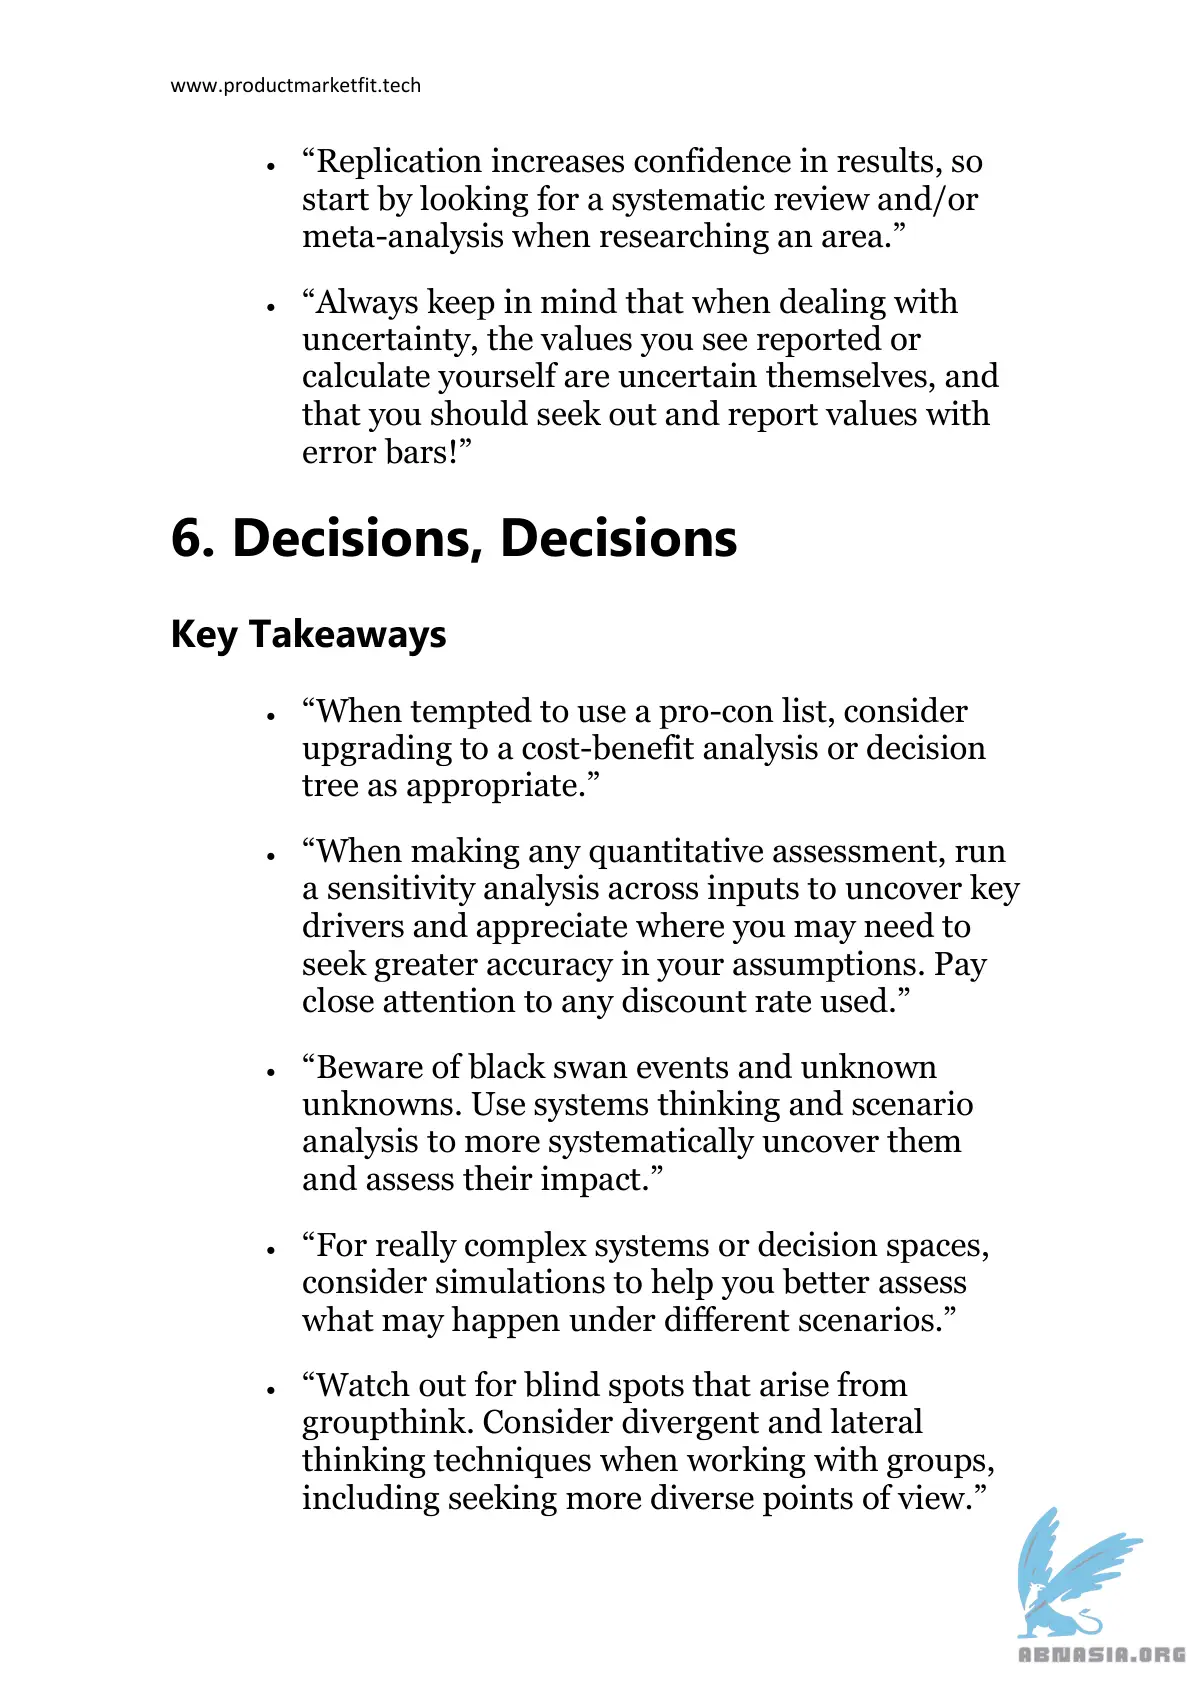 www.productmarketfit.tech
• “Replication increases confidence in results, so
start by looking for a systematic review and/or
meta-analysis when researching an area.”
• “Always keep in mind that when dealing with
uncertainty, the values you see reported or
calculate yourself are uncertain themselves, and
that you should seek out and report values with
error bars!”
6. Decisions, Decisions
Key Takeaways
• “When tempted to use a pro-con list, consider
upgrading to a cost-benefit analysis or decision
tree as appropriate.”
• “When making any quantitative assessment, run
a sensitivity analysis across inputs to uncover key
drivers and appreciate where you may need to
seek greater accuracy in your assumptions. Pay
close attention to any discount rate used.”
• “Beware of black swan events and unknown
unknowns. Use systems thinking and scenario
analysis to more systematically uncover them
and assess their impact.”
• “For really complex systems or decision spaces,
consider simulations to help you better assess
what may happen under different scenarios.”
• “Watch out for blind spots that arise from
groupthink. Consider divergent and lateral
thinking techniques when working with groups,
including seeking more diverse points of view.”
ABNASIA.ORG